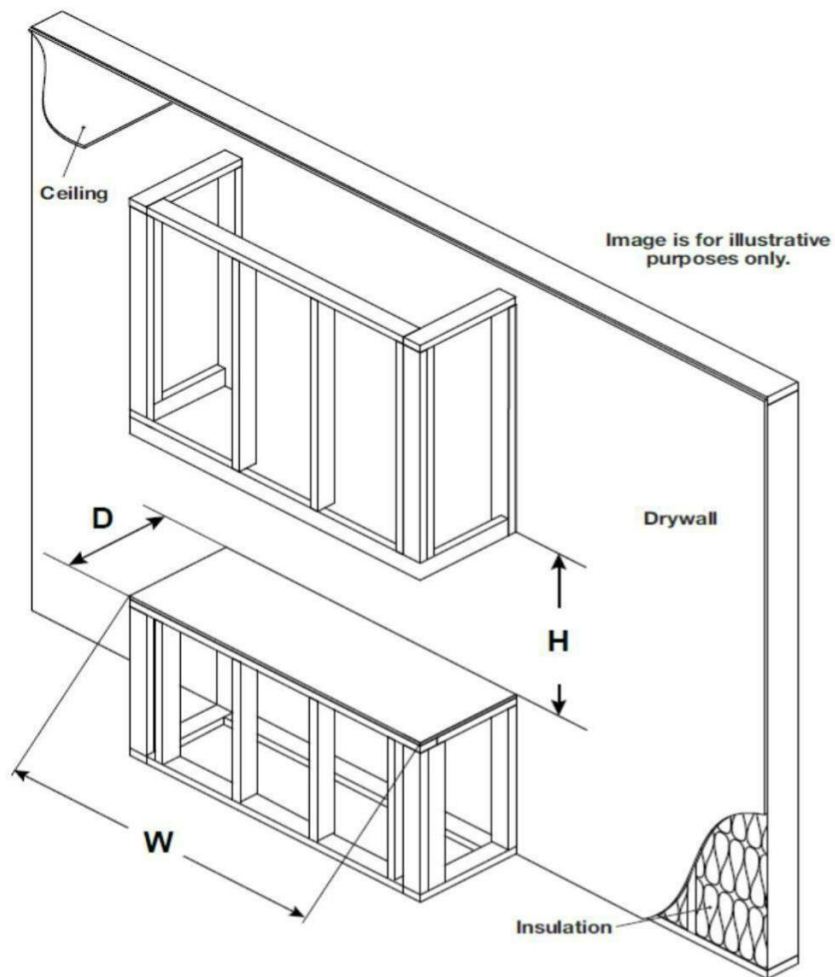 Ceiling
Image is for illustrative
purposes only.
D
Drywall
H
W
Insulation